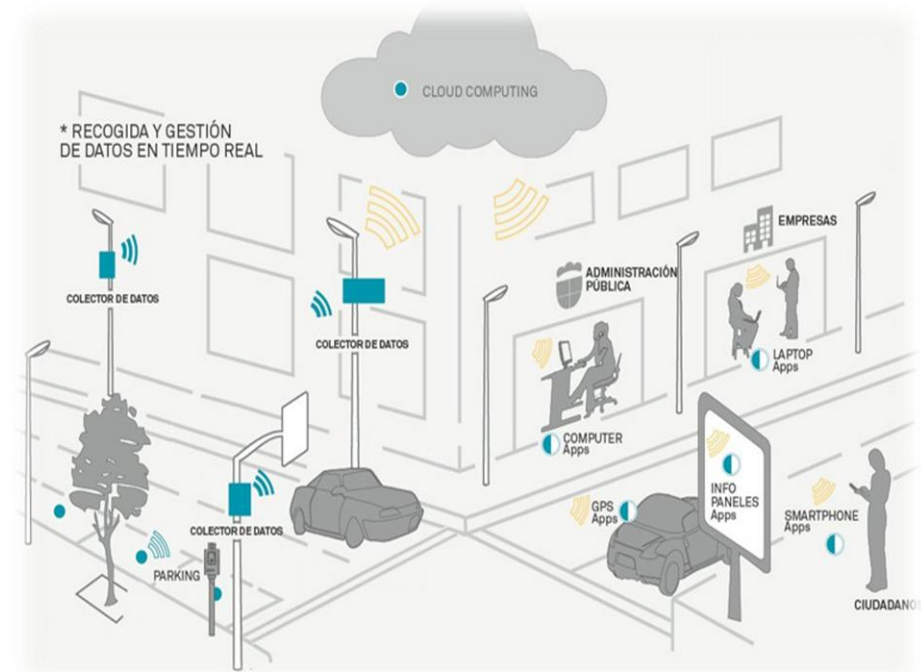 CLOUD COMPUTING
* RECOGIDA Y GESTIÓN
DE DATOS EN TIEMPO REAL
EMPRESAS
ADMINISTRACIÓN
PÚBLICA
COLECTOR DE DATOS
COLECTOR DE DATOS
LAPTOP
Apps
COMPUTER
Apps
INFO
PANELES
Apps
GPS
Apps
SMARTPHONE
Apps
COLECTOR DE DATOS
PARKING
CIUDADANOS